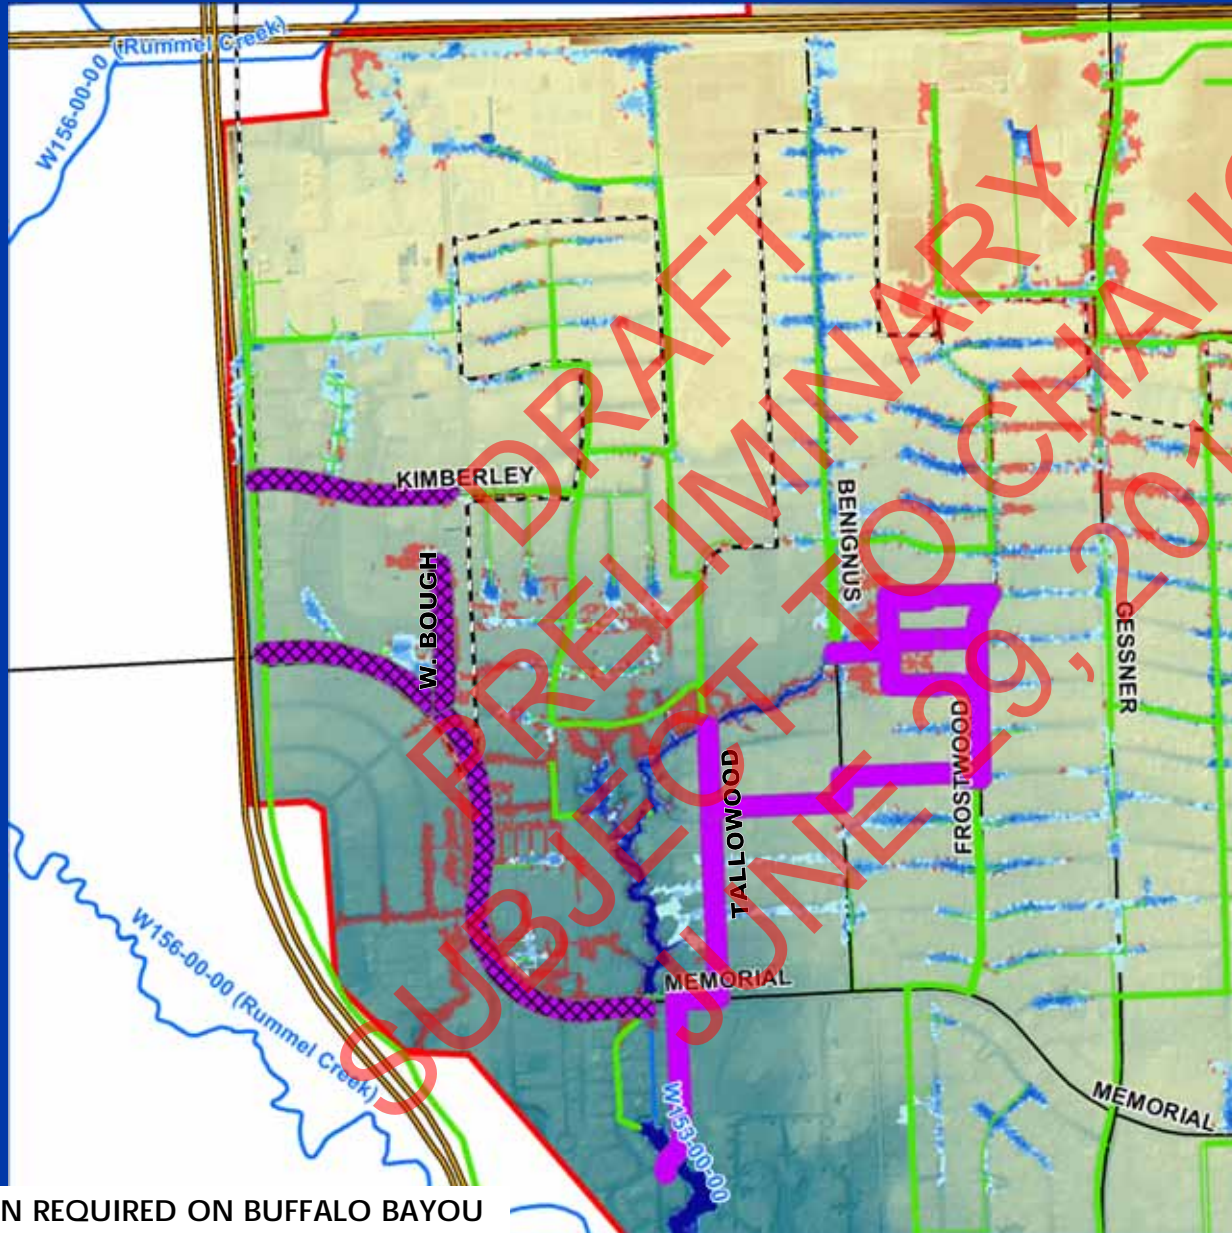 (Rummel Creek)
W156-00-00
KIMBERLEY
W. BOUGH
BENIGNUS
GESSNER
FROSTWOOD
TALLOWOOD
MEMORIAL
W156-00-00 (Rummel Creek)
MEMORIAL
W153-00-00
DRAFT
PRELIMINARY
SUBJECT TO CHANG
JUNE 29, 201
N REQUIRED ON BUFFALO BAYOU